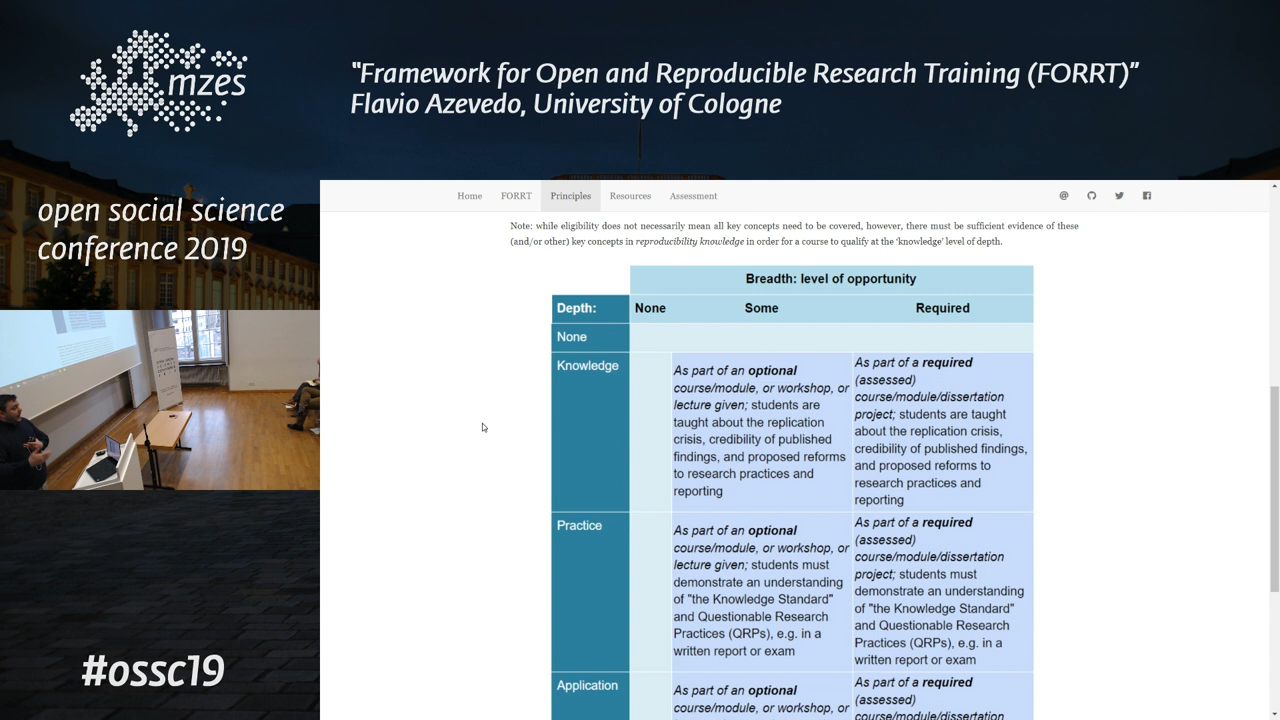 mzes
"Framework for Open and Reproducible Research Training (FORRT)"
Flavio Azevedo, University of Cologne
open social science
conference 2019
#ossc19
Home FORRT Principles Resources Assessment
Note: while eligibility does not necessarily mean all key concepts need to be covered, however, there must be sufficient evidence of these
(and/or other) key concepts in reproducibility knowledge in order for a course to qualify at the 'knowledge' level of depth.
Breadth: level of opportunity
Depth: None Some Required
None
Knowledge
As part of an optional
course/module, or workshop, or
lecture given; students are
taught about the replication
crisis, credibility of published
findings, and proposed reforms
to research practices and
reporting
As part of a required
(assessed)
course/module/dissertation
project; students are taught
about the replication crisis,
credibility of published findings,
and proposed reforms to
research practices and
reporting
Practice
As part of an optional
course/module, or workshop, or
lecture given; students must
demonstrate an understanding
of "the Knowledge Standard"
and Questionable Research
Practices (QRPs), e.g. in a
written report or exam
As part of a required
(assessed)
course/module/dissertation
project; students must
demonstrate an understanding
of "the Knowledge Standard"
and Questionable Research
Practices (QRPs), e.g. in a
written report or exam
Application
As part of an optional
course/module, or workshop, or
As part of a required
(assessed)
course/module/dissertation